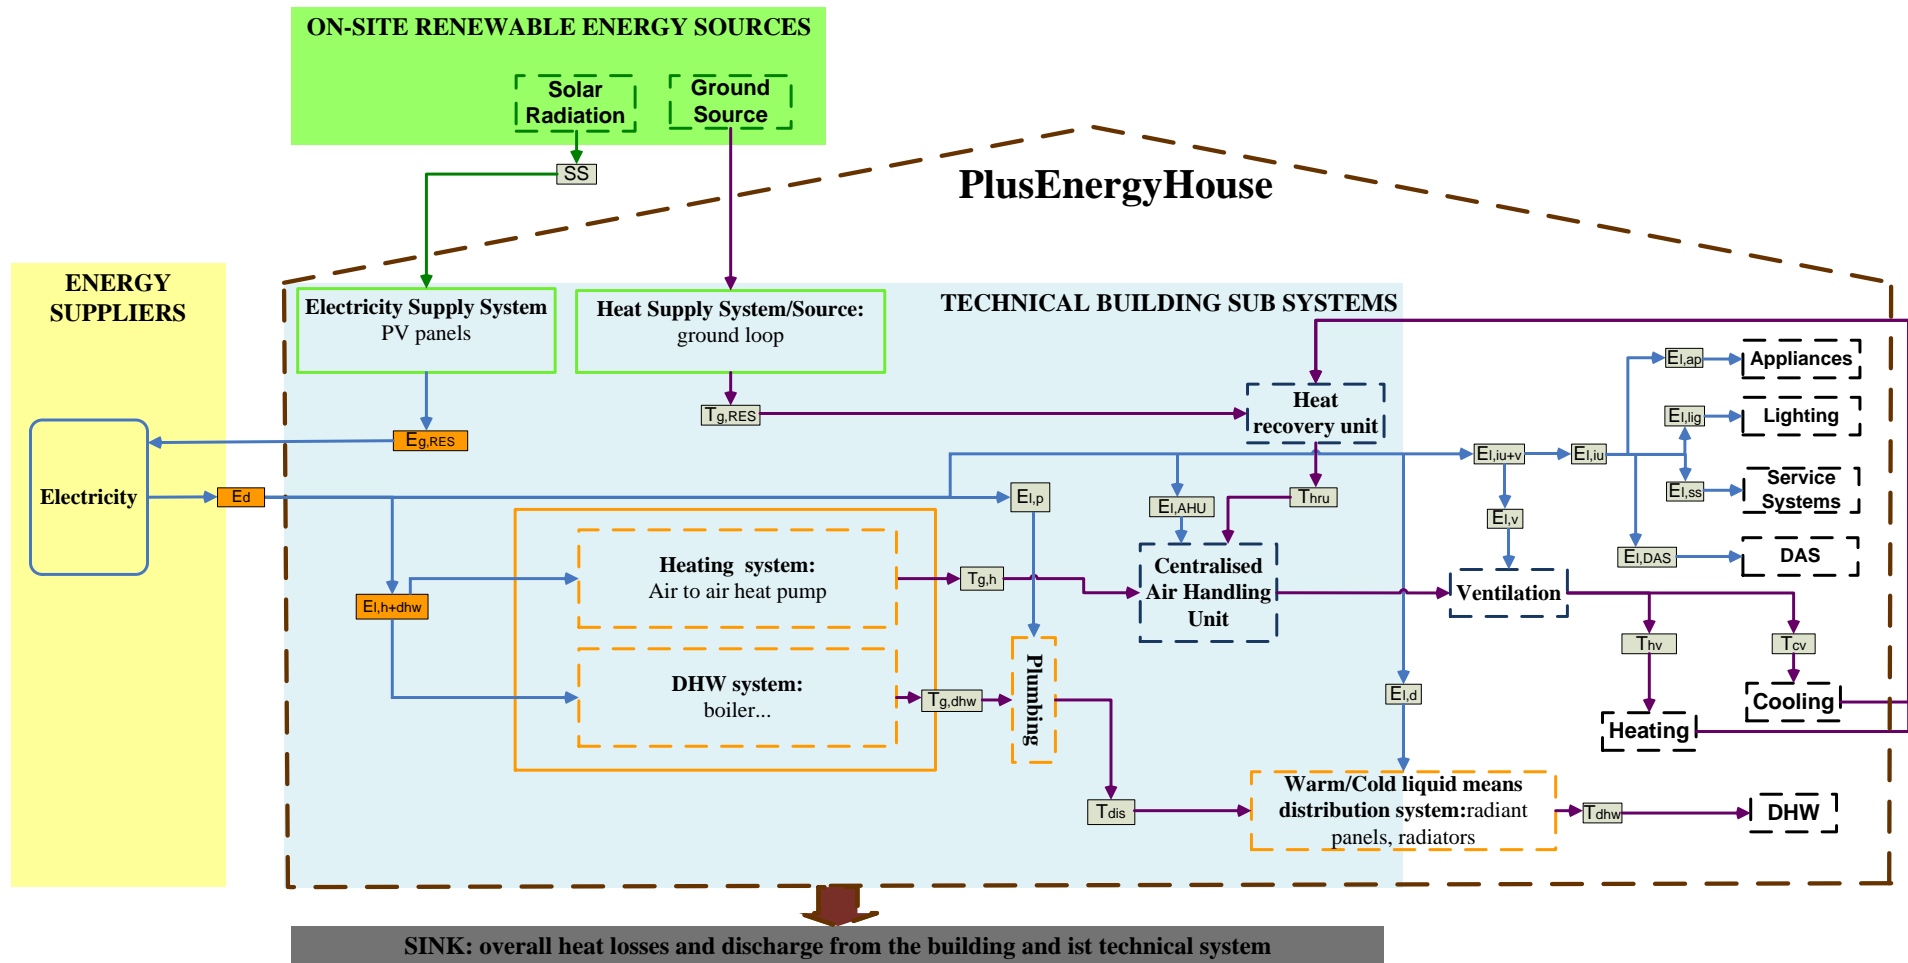 ON-SITE RENEWABLE ENERGY SOURCES
Solar
Radiation
Ground
Source
SS
PlusEnergyHouse
ENERGY
SUPPLIERS
Electricity Supply System
PV panels
Heat Supply System/Source:
ground loop
TECHNICAL BUILDING SUB SYSTEMS
El,ap
Appliances
Tg,RES
Heat
recovery unit
El,lig
Lighting
Eg,RES
El,iu+v
El,iu
Electricity
Ed
El,p
El,AHU
Thru
El,ss
Service
Systems
El,v
El,DAS
DAS
Heating system:
Air to air heat pump
Tg,h
Centralised
Air Handling
Unit
Ventilation
El,h+dhw
Thv
Tcv
DHW system:
boiler...
Tg,dhw
Plumbing
El,d
Cooling
Heating
Tdis
Warm/Cold liquid means
distribution system:radiant
panels, radiators
Tdhw
DHW
SINK: overall heat losses and discharge from the building and ist technical system